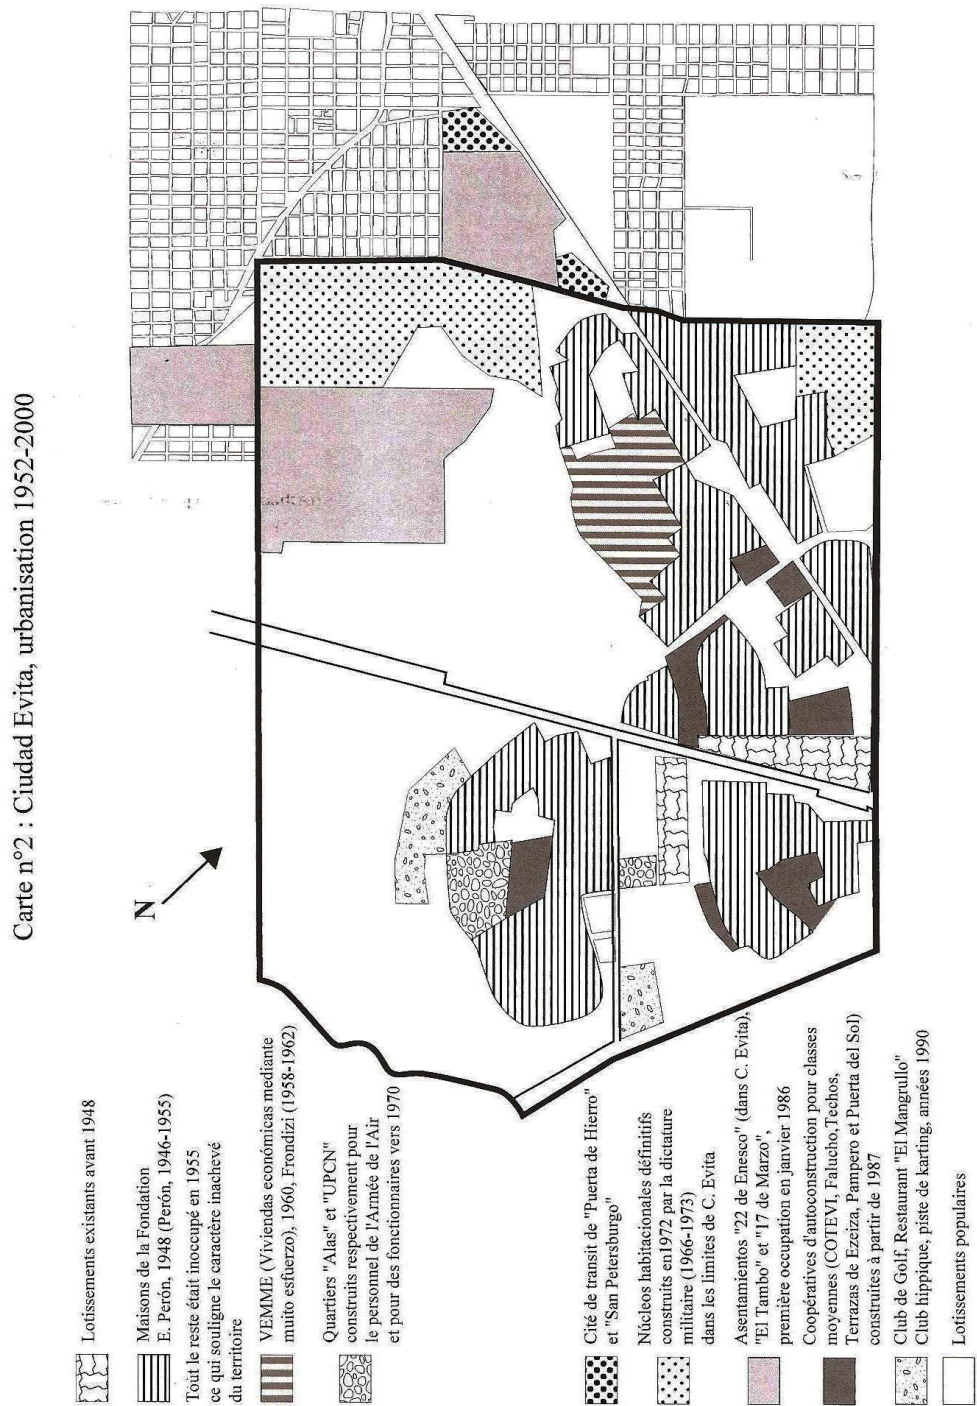 Carte n°2 : Ciudad Evita, urbanisation 1952-2000
N
Lotissements existants avant 1948
Maisons de la Fondation
E. Perón, 1948 (Perón, 1946-1955)
Toùt le reste était inoccupé en 1955
ce qui souligne le caractère inachevé
du territoire
VEMME (Viviendas económicas mediante
muito esfuerzo), 1960, Frondizi (1958-1962)
Quartiers "Alas" et "UPCN"
construits respectivement pour
le personnel de l'Armée de l'Air
et pour des fonctionnaires vers 1970
Cité de transit de "Puerta de Hierro"
et "San Petersburgo"
Núcleos habitacionales définitifs
construits en1972 par la dictature
militaire (1966-1973)
dans les limites de C. Evita
Asentamientos "22 de Enesco" (dans C. Evita),
"El Tambo" et "17 de Marzo",
première occupation en janvier 1986
Coopératives d'autoconstruction pour classes
moyennes (COTEVI, Falucho,Techos,
Terrazas de Ezeiza, Pampero et Puerta del Sol)
construites à partir de 1987
Club de Golf, Restaurant "El Mangrullo"
Club hippique, piste de karting, années 1990
Lotissements populaires